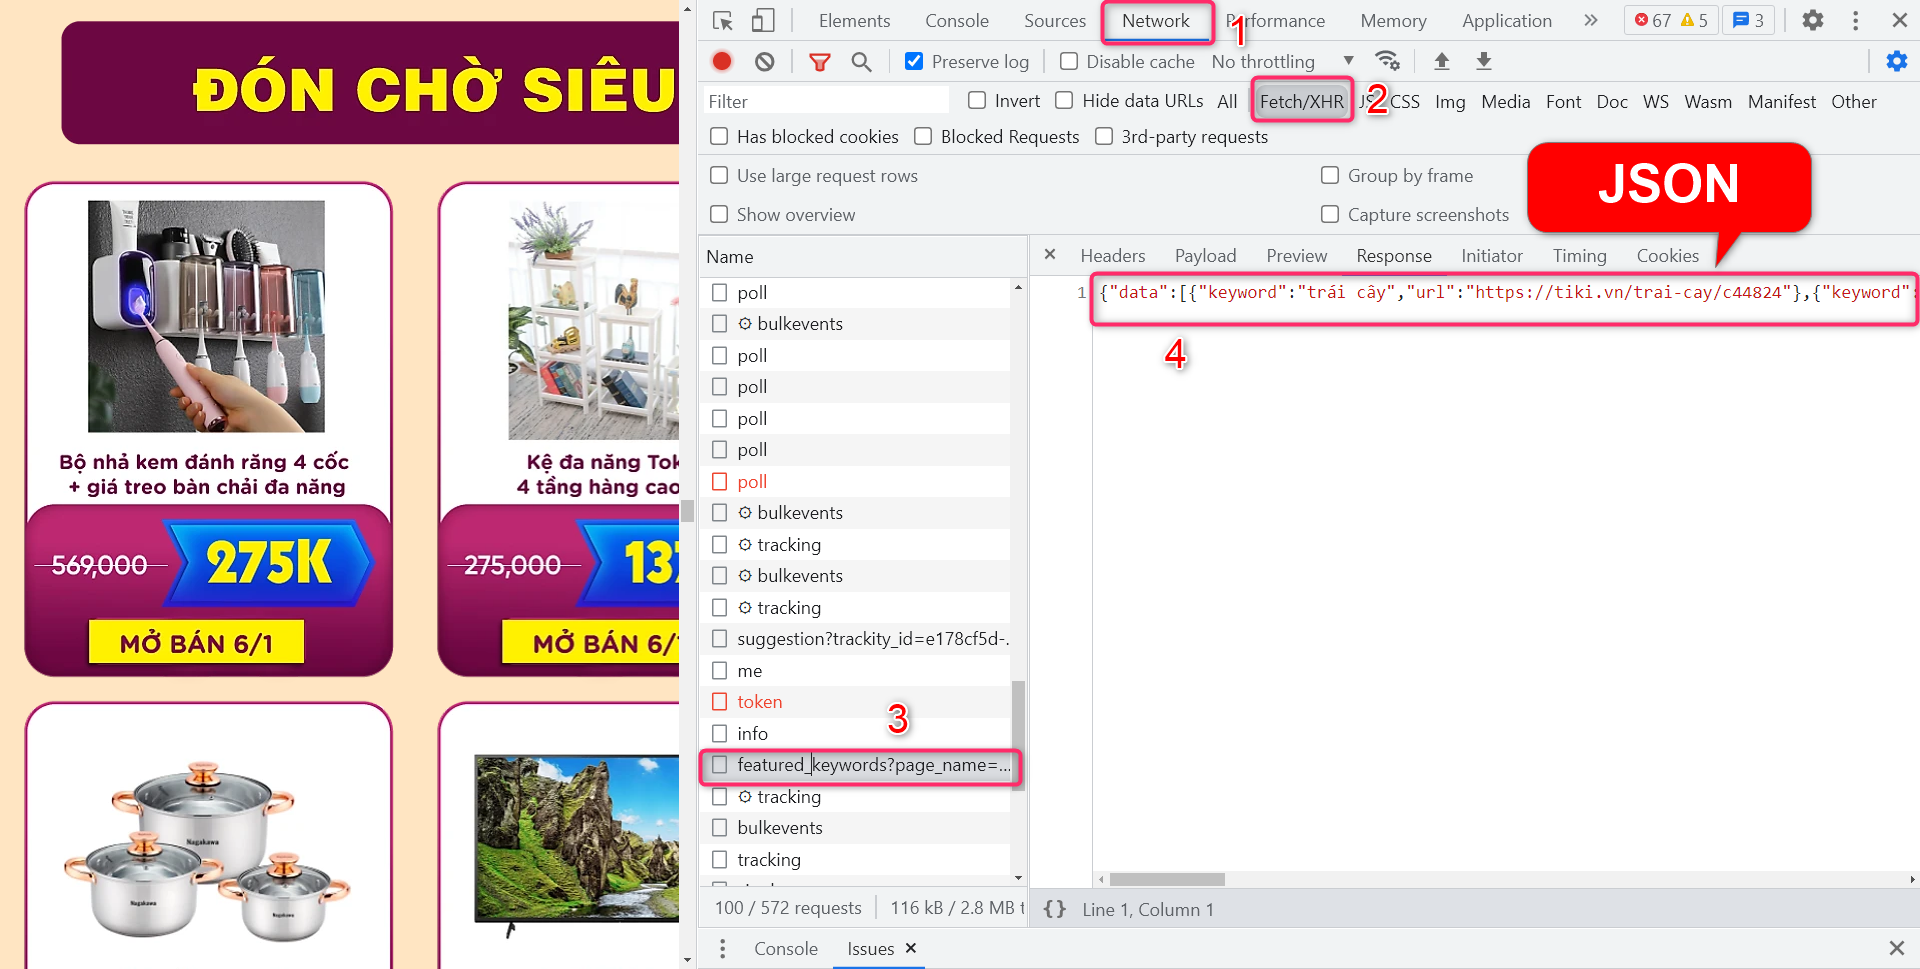 ĐÓN CHỜ SIÊU
Bộ nhả kem đánh răng 4 cốc
+ giá treo bàn chải đa năng
569,000
275K
MỞ BÁN 6/1
Kệ đa năng Tok
4 tầng hàng cao
275,000
137
MỞ BÁN 6/1
Nagakawa
Nagakawa
Nagakawa
Elements Console Sources Network 1 Performance Memory Application » 67 5 3
Preserve log Disable cache No throttling
Filter Invert Hide data URLs All Fetch/XHR 2 JS CSS Img Media Font Doc WS Wasm Manifest Other
Has blocked cookies Blocked Requests 3rd-party requests
Use large request rows Group by frame
Show overview Capture screenshots
JSON
Name
poll
bulkevents
poll
poll
poll
poll
poll
bulkevents
tracking
bulkevents
tracking
suggestion?trackity_id=e178cf5d-.
me
token
info
3
featured_keywords?page_name=...
tracking
bulkevents
tracking
100 / 572 requests 116 kB / 2.8 MB t
× Headers Payload Preview Response Initiator Timing Cookies
1 {"data":[{"keyword":"trái cây","url":"https://tiki.vn/trai-cay/c44824"},{"keyword":
4
{} Line 1, Column 1
Console Issues ×